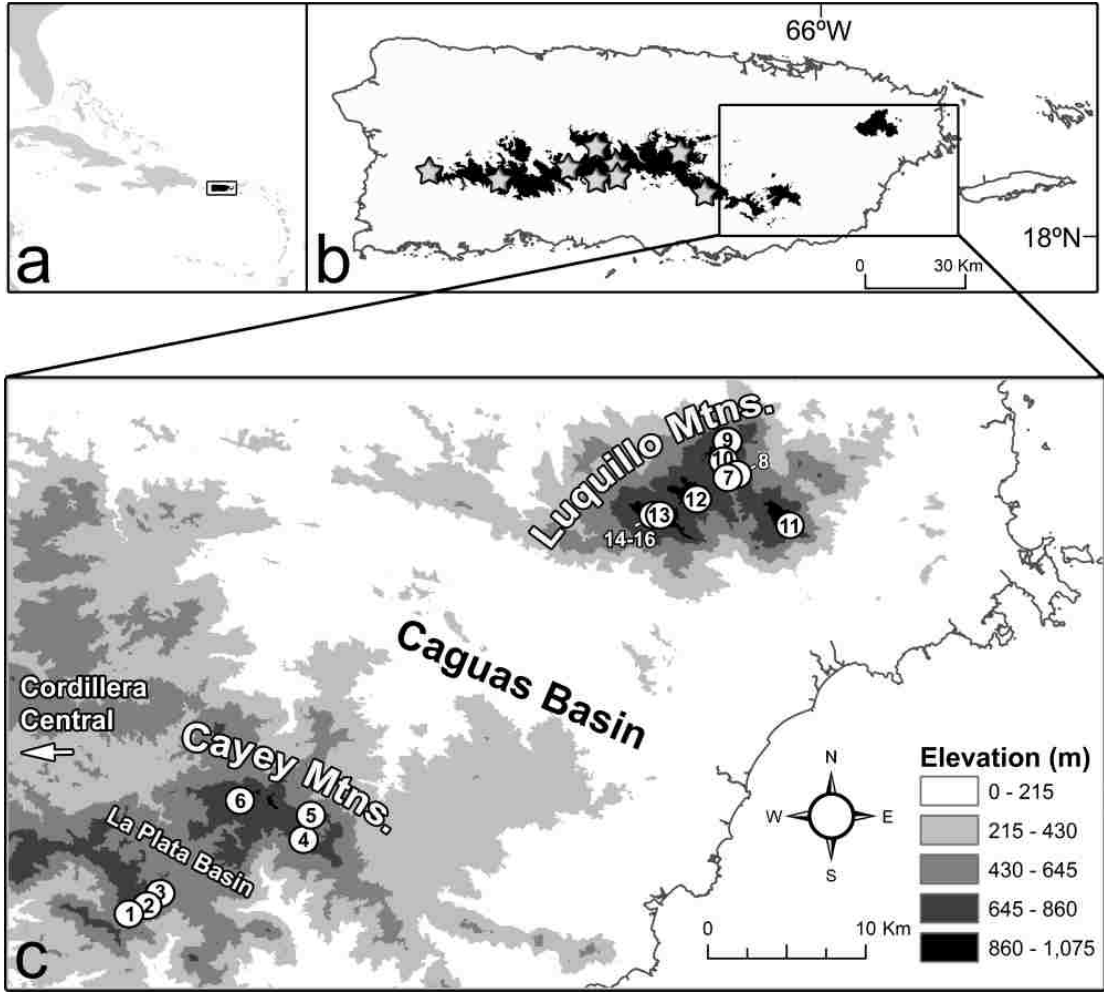 a
b
66ºW
18ºN
0 30 Km
Luquillo Mtns.
9
10
-8
7
12
13
11
14-16
Caguas Basin
Cordillera
Central
Cayey Mtns.
La Plata Basin
6
5
4
3
2
1
N
W E
S
0 10 Km
Elevation (m)
0 - 215
215 - 430
430 - 645
645 - 860
860 - 1,075
c